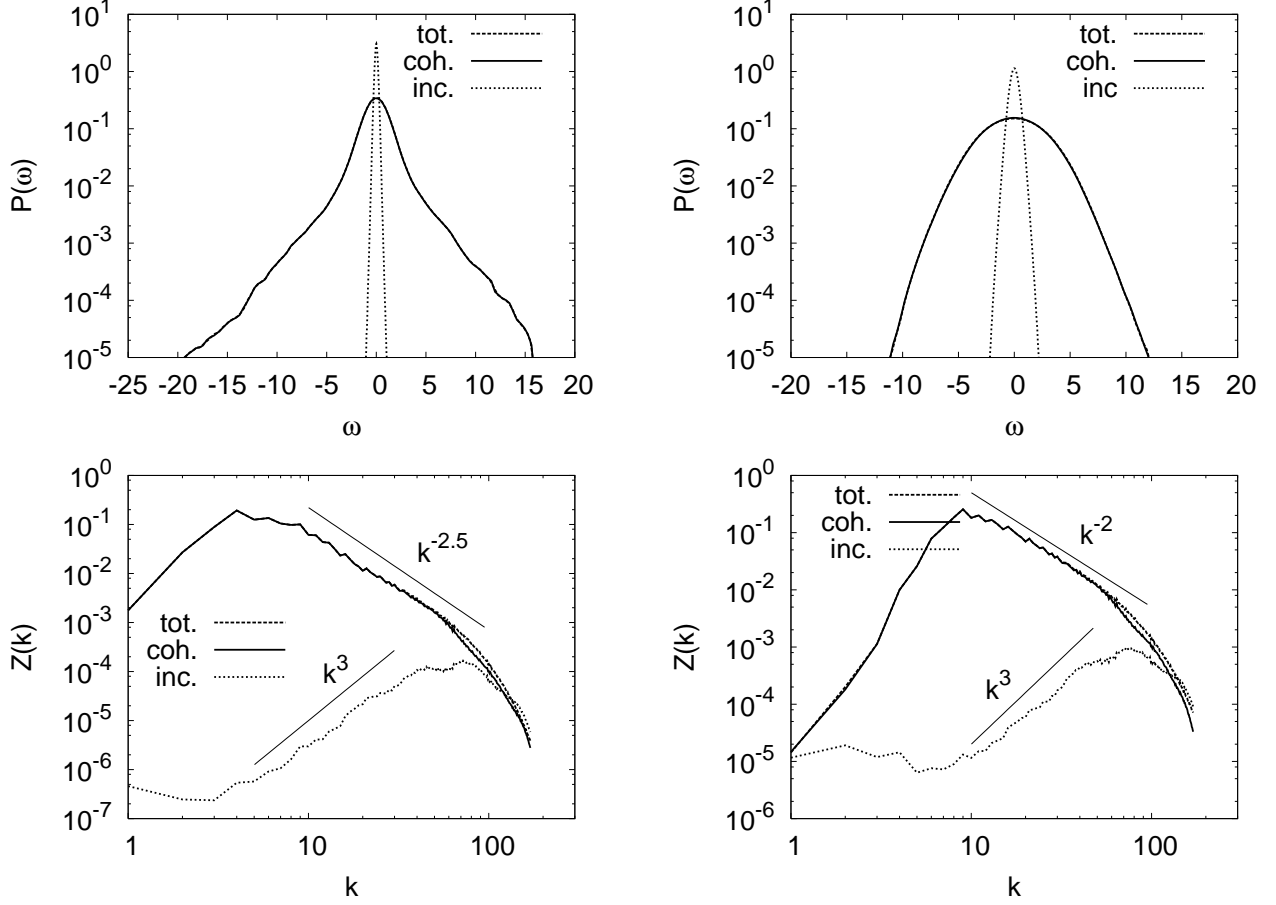 10^1
10^0
10^-1
10^-2
10^-3
10^-4
10^-5
P(ω)
-25 -20 -15 -10 -5 0 5 10 15 20
ω
tot.
coh.
inc.
10^1
10^0
10^-1
10^-2
10^-3
10^-4
10^-5
P(ω)
-20 -15 -10 -5 0 5 10 15 20
ω
tot.
coh.
inc
10^0
10^-1
10^-2
10^-3
10^-4
10^-5
10^-6
10^-7
Z(k)
1 10 100
k
k^-2.5
tot.
coh.
inc.
k^3
10^0
10^-1
10^-2
10^-3
10^-4
10^-5
10^-6
Z(k)
1 10 100
k
tot.
coh.
inc.
k^-2
k^3